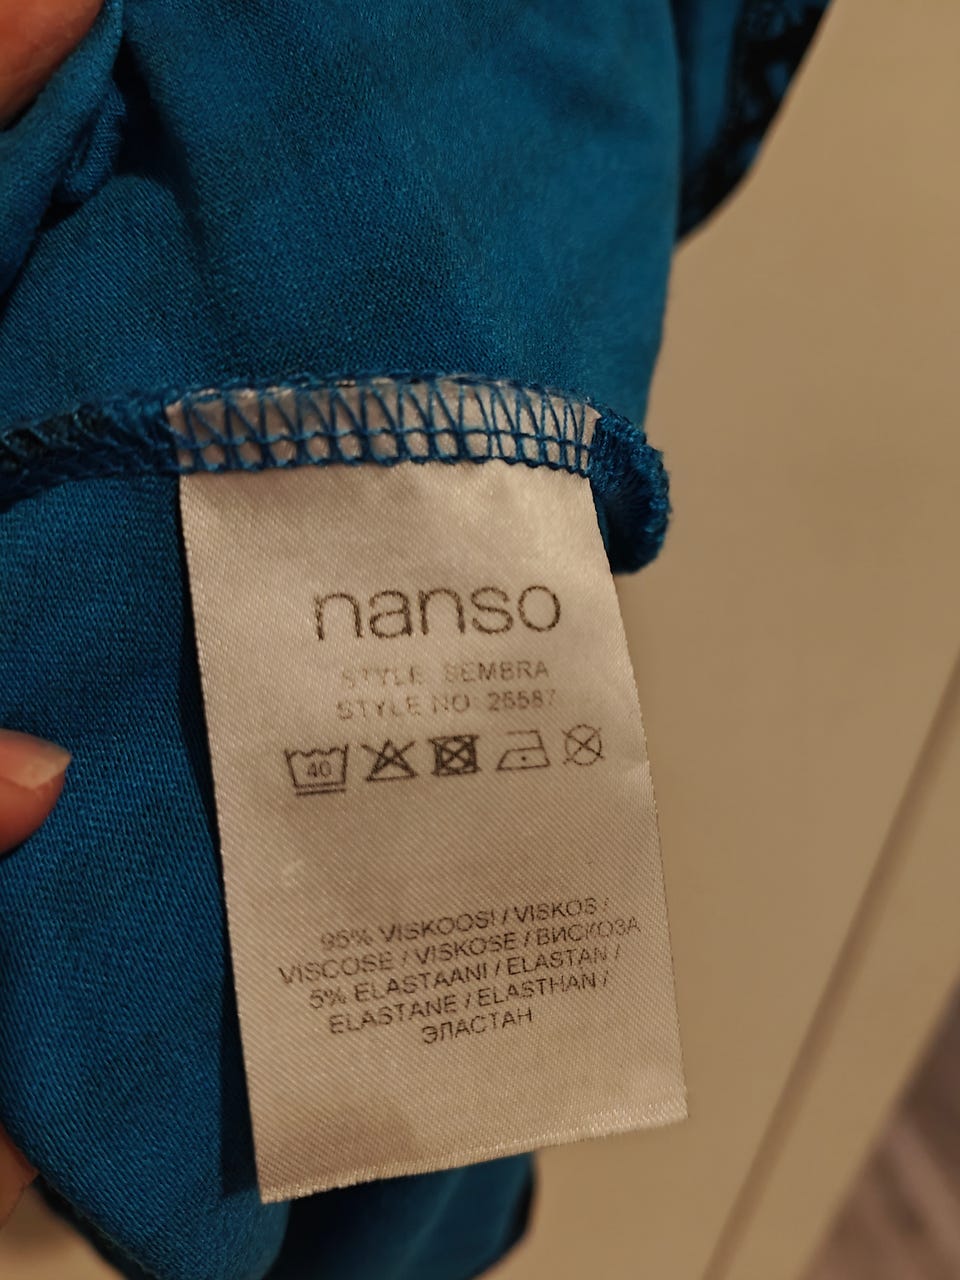 nanso
STYLE SEMBRA
STYLE NO 26587
40
95% VISKOOSI / VISKOS /
VISCOSE / VISKOSE / ВИСКОЗА
5% ELASTAANI / ELASTAN /
ELASTANE / ELASTHAN /
ЭЛАСТАН